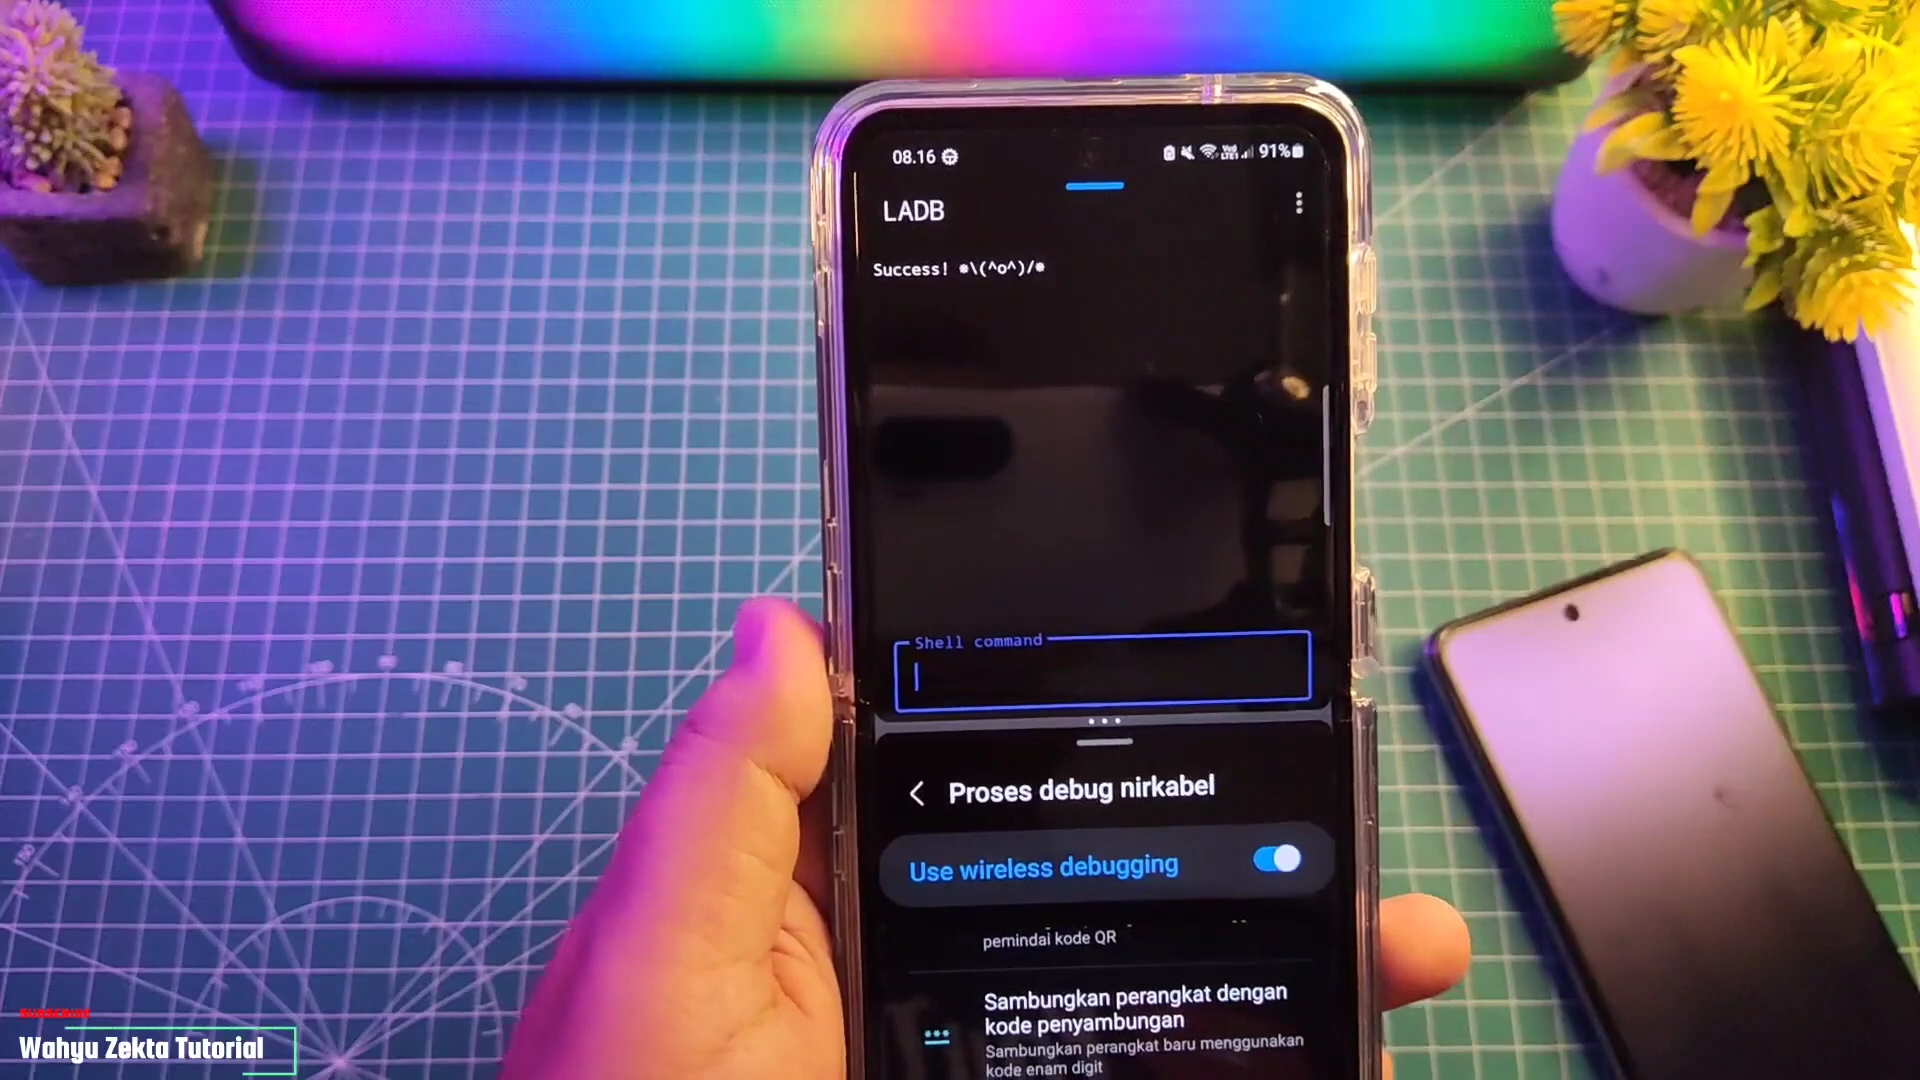 08.16
91%
LADB
Success! *\(^o^)/*
Shell command
Proses debug nirkabel
Use wireless debugging
pemindai kode QR
Sambungkan perangkat dengan
kode penyambungan
Sambungkan perangkat baru menggunakan
kode enam digit
SUBSCRIBE
Wahyu Zekta Tutorial